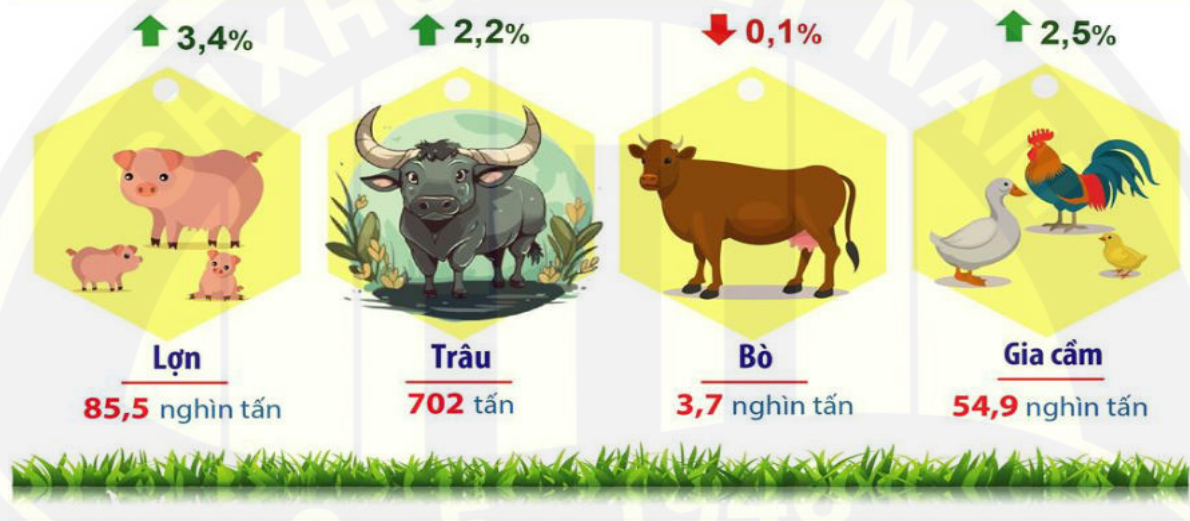 3,4% 2,2% 0,1% 2,5%
Lợn Trâu Bò Gia cầm
85,5 nghìn tấn 702 tấn 3,7 nghìn tấn 54,9 nghìn tấn